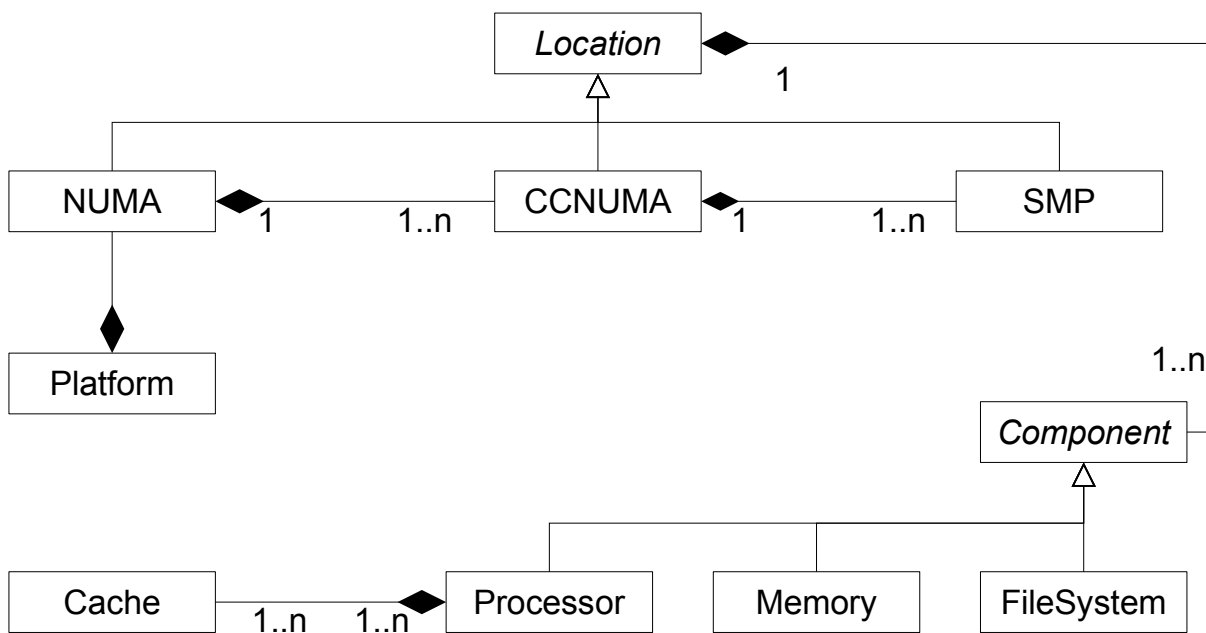 Location
1
NUMA
1
1..n
CCNUMA
1
1..n
SMP
Platform
1..n
Component
Cache
1..n
1..n
Processor
Memory
FileSystem